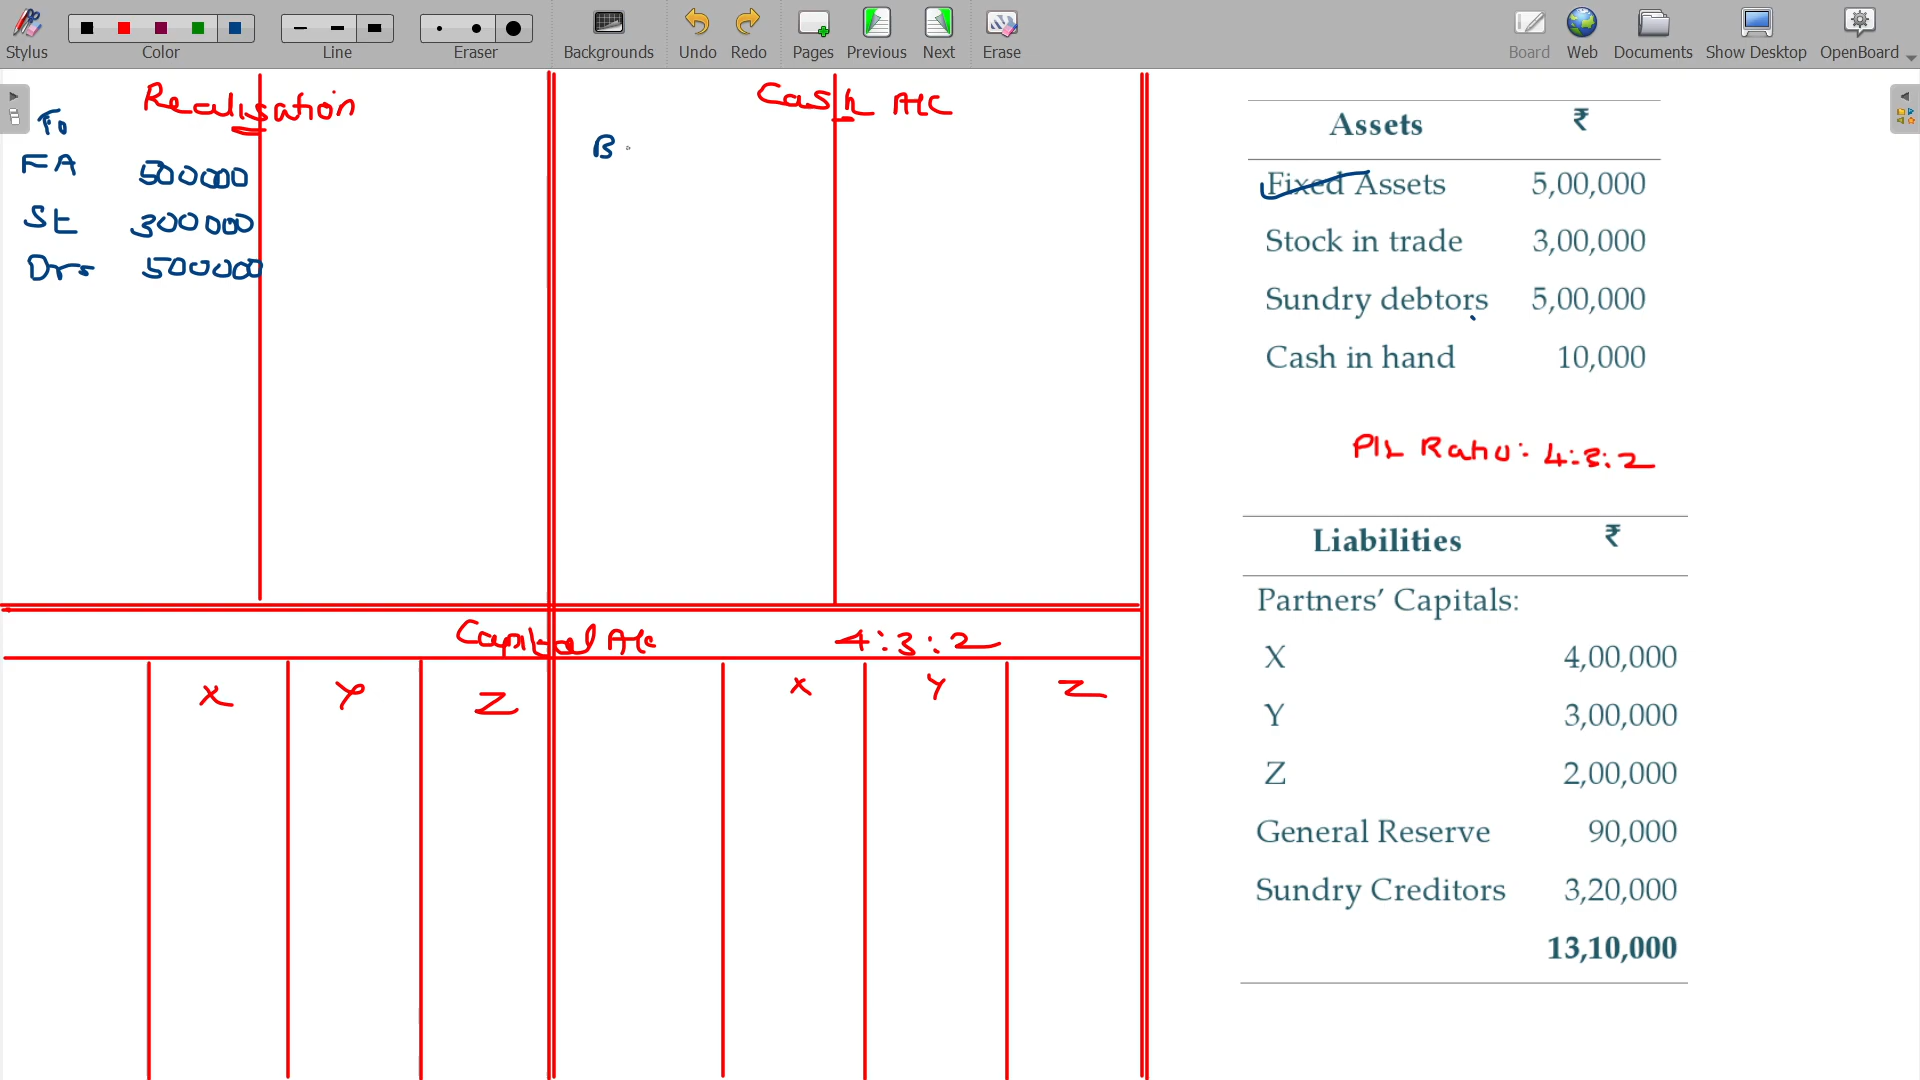 Stylus Color Line Eraser Backgrounds Undo Redo Pages Previous Next Erase Board Web Documents Show Desktop OpenBoard
Realisation
To
FA 500000
St 300000
Drs 500000
Cash A/C
B
Assets ₹
Fixed Assets 5,00,000
Stock in trade 3,00,000
Sundry debtors 5,00,000
Cash in hand 10,000
P/L Ratio: 4:3:2
Liabilities ₹
Partners’ Capitals:
X 4,00,000
Y 3,00,000
Z 2,00,000
General Reserve 90,000
Sundry Creditors 3,20,000
13,10,000
Capital A/c 4:3:2
X Y Z X Y Z